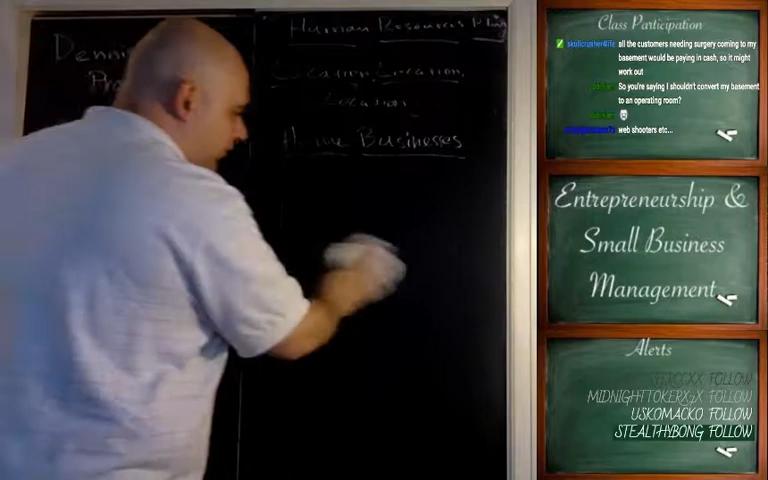 Human Resources Plan
Location, Location,
Location
Home Businesses
Class Participation
skullcrusher4life all the customers needing surgery coming to my
basement would be paying in cash, so it might
work out
So you're saying I shouldn't convert my basement
to an operating room?
web shooters etc...
Entrepreneurship &
Small Business
Management
Alerts
FOLLOW
MIDNIGHTTOKERX2X FOLLOW
USKOMACKO FOLLOW
STEALTHYBONG FOLLOW